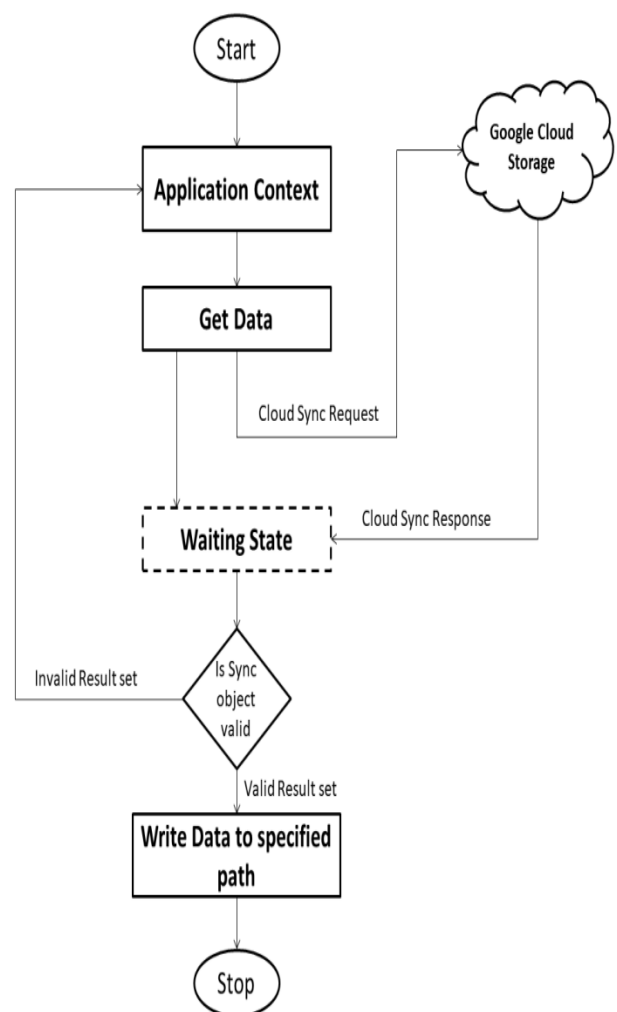 Start
Google Cloud
Storage
Application Context
Get Data
Cloud Sync Request
Cloud Sync Response
Waiting State
Is Sync
object
valid
Invalid Result set
Valid Result set
Write Data to specified
path
Stop